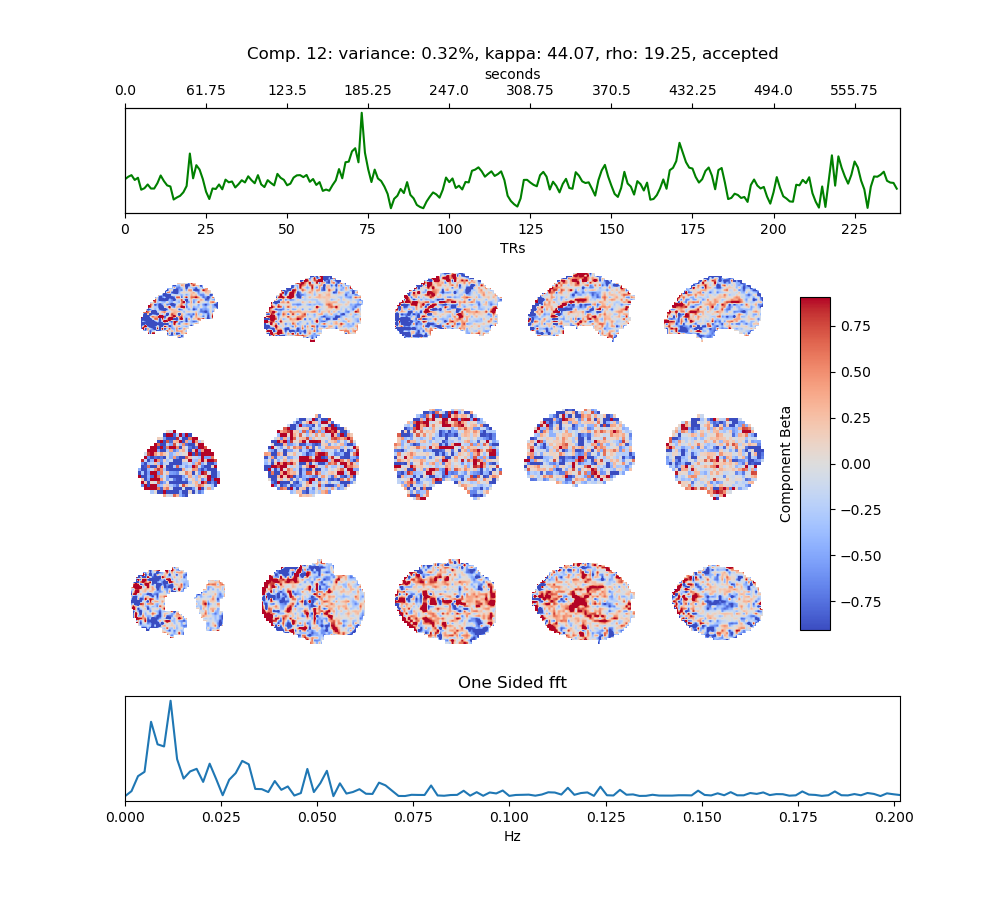 Comp. 12: variance: 0.32%, kappa: 44.07, rho: 19.25, accepted
seconds
0.0 61.75 123.5 185.25 247.0 308.75 370.5 432.25 494.0 555.75
0 25 50 75 100 125 150 175 200 225
TRs
0.75
0.50
0.25
0.00
−0.25
−0.50
−0.75
Component Beta
One Sided fft
0.000 0.025 0.050 0.075 0.100 0.125 0.150 0.175 0.200
Hz